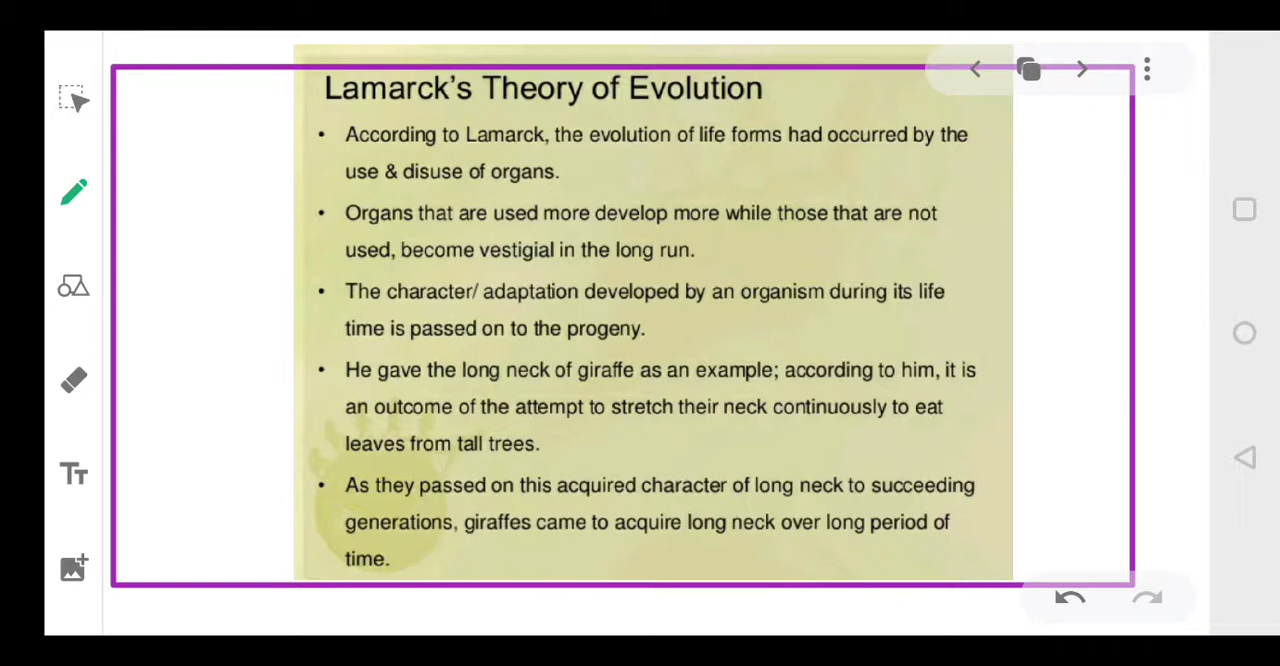 Lamarck's Theory of Evolution
• According to Lamarck, the evolution of life forms had occurred by the
use & disuse of organs.
• Organs that are used more develop more while those that are not
used, become vestigial in the long run.
• The character/ adaptation developed by an organism during its life
time is passed on to the progeny.
• He gave the long neck of giraffe as an example; according to him, it is
an outcome of the attempt to stretch their neck continuously to eat
leaves from tall trees.
• As they passed on this acquired character of long neck to succeeding
generations, giraffes came to acquire long neck over long period of
time.
TT